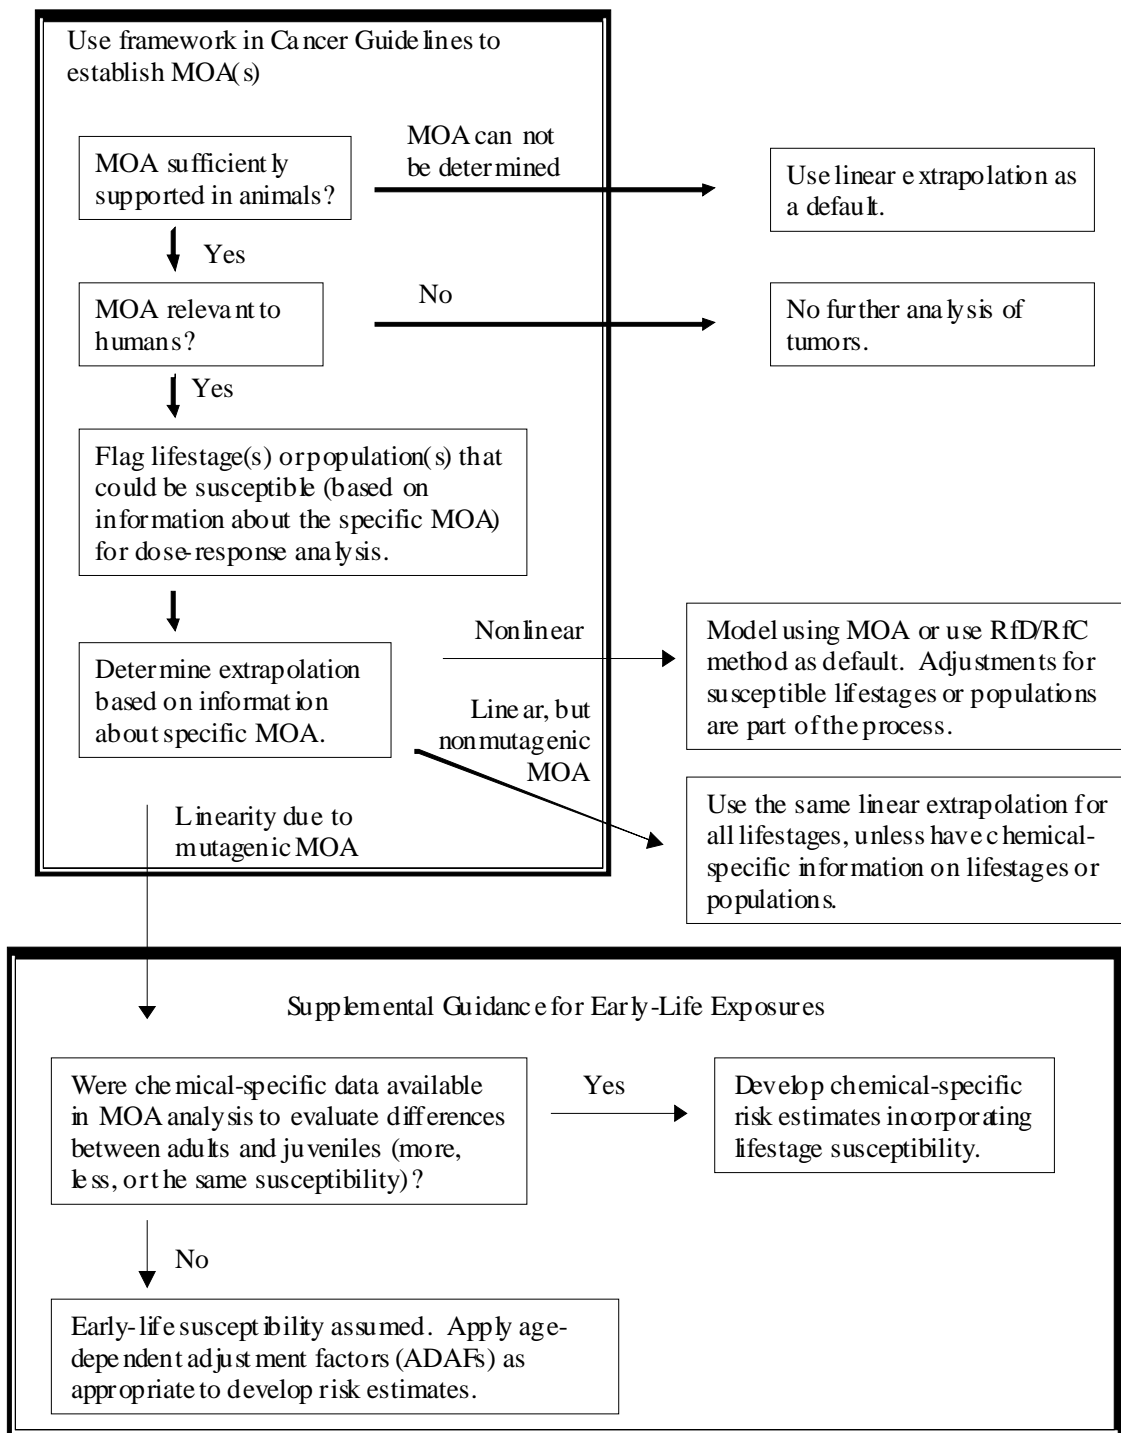 Use framework in Cancer Guidelines to
establish MOA(s)
MOA can not
be determined
MOA sufficiently
supported in animals?
Use linear extrapolation as
a default.
Yes
MOA relevant to
humans?
No
No further analysis of
tumors.
Yes
Flag lifestage(s) or population(s) that
could be susceptible (based on
information about the specific MOA)
for dose-response analysis.
Nonlinear
Model using MOA or use RfD/RfC
method as default.  Adjustments for
susceptible lifestages or populations
are part of the process.
Determine extrapolation
based on information
about specific MOA.
Linear, but
nonmutagenic
MOA
Use the same linear extrapolation for
all lifestages, unless have chemical-
specific information on lifestages or
populations.
Linearity due to
mutagenic MOA
Supplemental Guidance for Early-Life Exposures
Were chemical-specific data available
in MOA analysis to evaluate differences
between adults and juveniles (more,
less, or the same susceptibility)?
Yes
Develop chemical-specific
risk estimates incorporating
lifestage susceptibility.
No
Early-life susceptibility assumed.  Apply age-
dependent adjustment factors (ADAFs) as
appropriate to develop risk estimates.